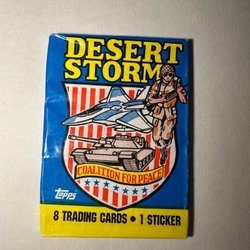 DESERT
STORM
COALITION FOR PEACE
Topps
8 TRADING CARDS • 1 STICKER